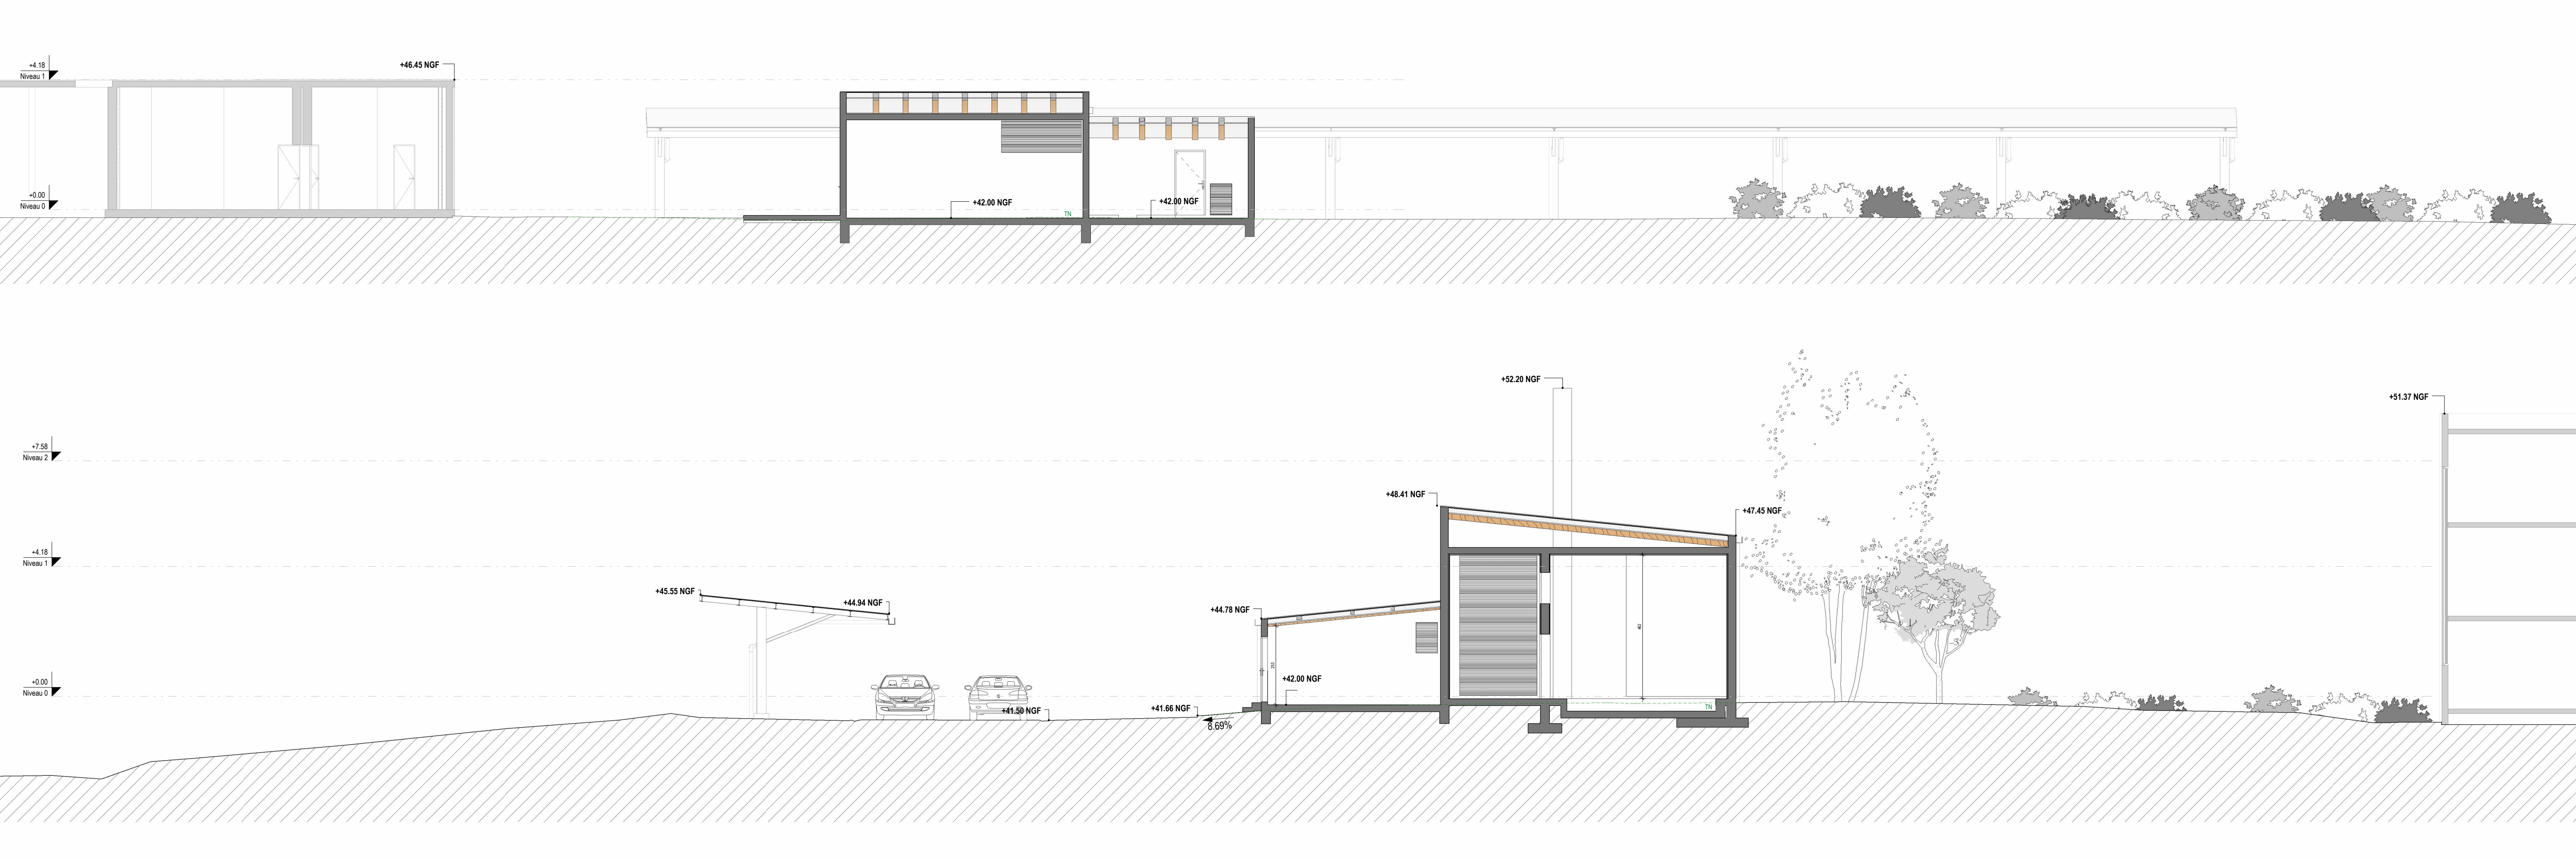 +4.18
Niveau 1
+46.45 NGF
+0.00
Niveau 0
+42.00 NGF
TN
+42.00 NGF
+52.20 NGF
+51.37 NGF
+7.58
Niveau 2
+48.41 NGF
+47.45 NGF
+4.18
Niveau 1
+45.55 NGF
+44.94 NGF
+44.78 NGF
+0.00
Niveau 0
+42.00 NGF
+41.50 NGF
+41.66 NGF
8.69%
TN